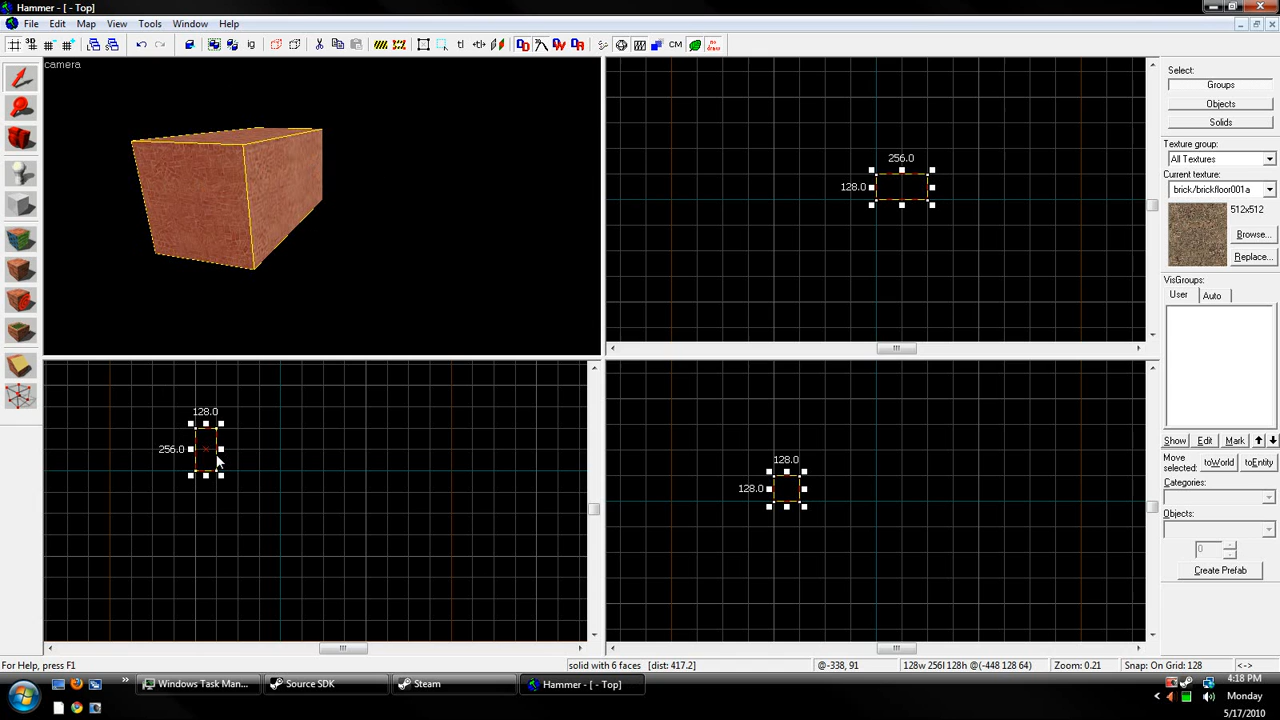 Hammer - [ - Top]
File Edit Map View Tools Window Help
camera
256.0
128.0
128.0
256.0
128.0
128.0
Select:
Groups
Objects
Solids
Texture group:
All Textures
Current texture:
brick/brickfloor001a
512x512
Browse...
Replace...
VisGroups:
User Auto
Show Edit Mark
Move selected:
toWorld toEntity
Categories:
Objects:
0
Create Prefab
For Help, press F1
solid with 6 faces [dist: 417.2]
@-338, 91
128w 256l 128h @(-448 128 64)
Zoom: 0.21
Snap: On Grid: 128
<->
Windows Task Man...
Source SDK
Steam
Hammer - [ - Top]
4:18 PM
Monday
5/17/2010